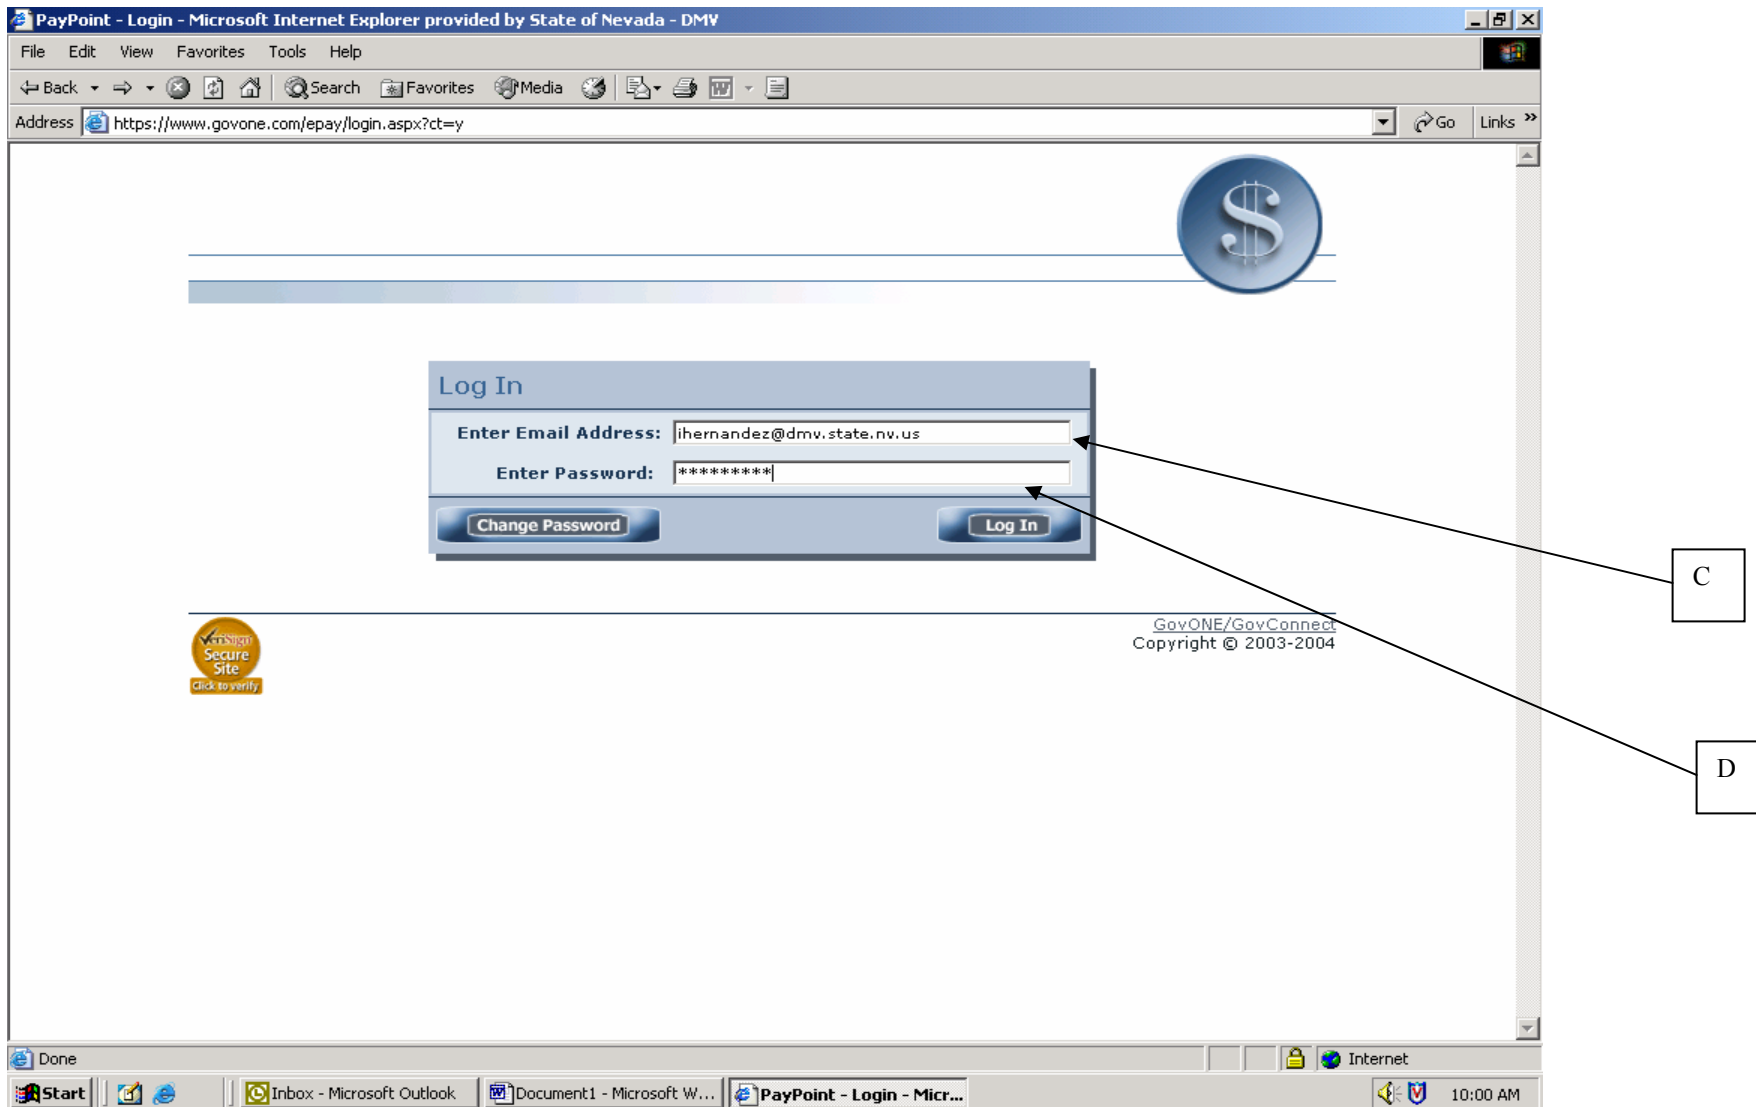 PayPoint - Login - Microsoft Internet Explorer provided by State of Nevada - DMV
File Edit View Favorites Tools Help
Back Search Favorites Media
Address https://www.govone.com/epay/login.aspx?ct=y Go Links »
$
Log In
Enter Email Address: ihernandez@dmv.state.nv.us
Enter Password: *********
Change Password Log In
C
VeriSign
Secure
Site
Click to verify
GovONE/GovConnect
Copyright © 2003-2004
D
Done Internet
Start Inbox - Microsoft Outlook Document1 - Microsoft W... PayPoint - Login - Micr... 10:00 AM